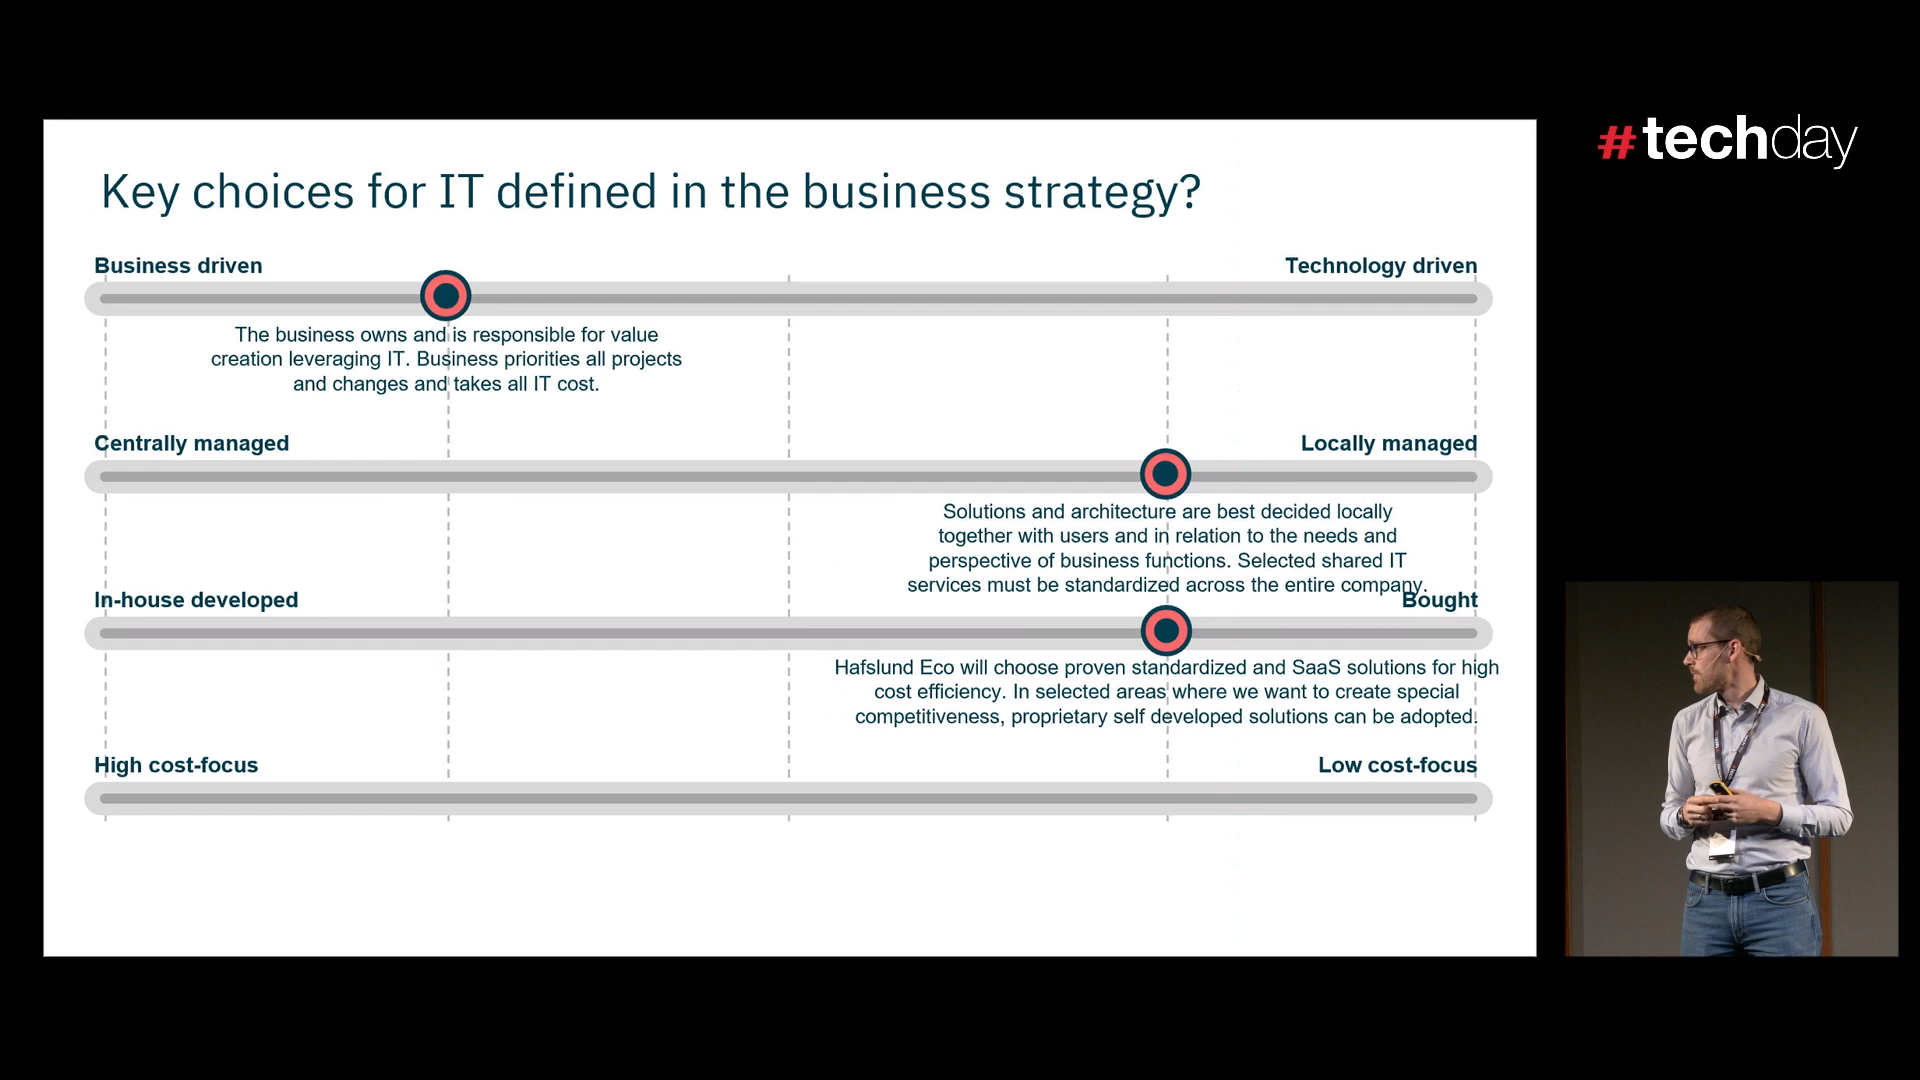 #techday
Key choices for IT defined in the business strategy?
Business driven
Technology driven
The business owns and is responsible for value
creation leveraging IT. Business priorities all projects
and changes and takes all IT cost.
Centrally managed
Locally managed
Solutions and architecture are best decided locally
together with users and in relation to the needs and
perspective of business functions. Selected shared IT
services must be standardized across the entire company.
In-house developed
Bought
Hafslund Eco will choose proven standardized and SaaS solutions for high
cost efficiency. In selected areas where we want to create special
competitiveness, proprietary self developed solutions can be adopted.
High cost-focus
Low cost-focus